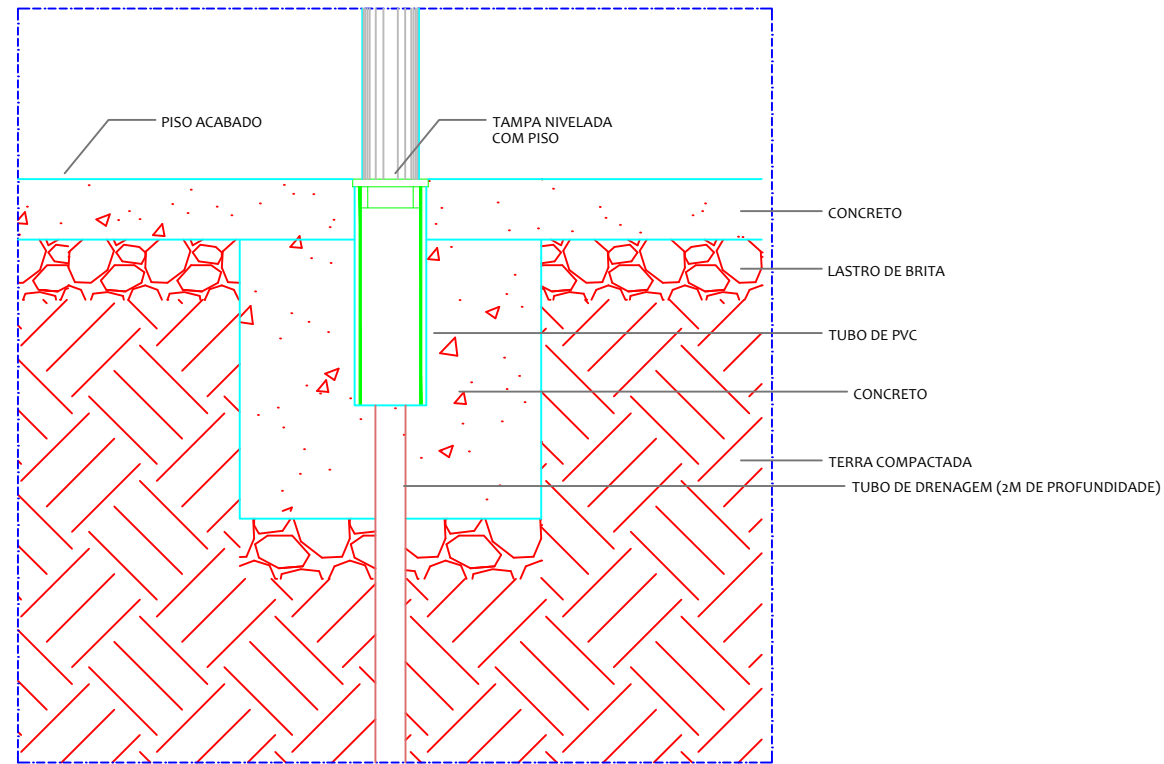 PISO ACABADO
TAMPA NIVELADA
COM PISO
CONCRETO
LASTRO DE BRITA
TUBO DE PVC
CONCRETO
TERRA COMPACTADA
TUBO DE DRENAGEM (2M DE PROFUNDIDADE)